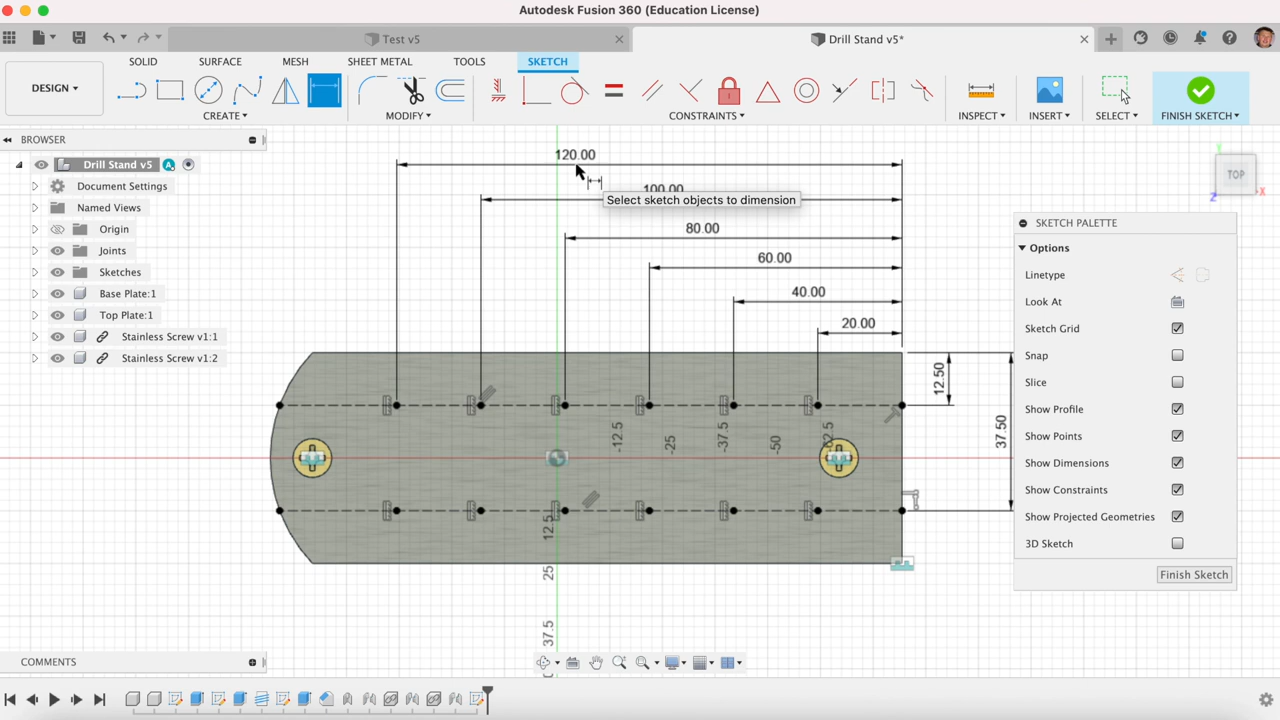 Autodesk Fusion 360 (Education License)
Test v5
Drill Stand v5*
DESIGN
SOLID SURFACE MESH SHEET METAL TOOLS SKETCH
CREATE MODIFY CONSTRAINTS INSPECT INSERT SELECT FINISH SKETCH
BROWSER
Drill Stand v5
Document Settings
Named Views
Origin
Joints
Sketches
Base Plate:1
Top Plate:1
Stainless Screw v1:1
Stainless Screw v1:2
120.00
100.00
Select sketch objects to dimension
80.00
60.00
40.00
20.00
12.50
37.50
-12.5
-25
-37.5
-50
12.5
25
37.5
TOP
X
Y
Z
SKETCH PALETTE
Options
Linetype
Look At
Sketch Grid
Snap
Slice
Show Profile
Show Points
Show Dimensions
Show Constraints
Show Projected Geometries
3D Sketch
Finish Sketch
COMMENTS